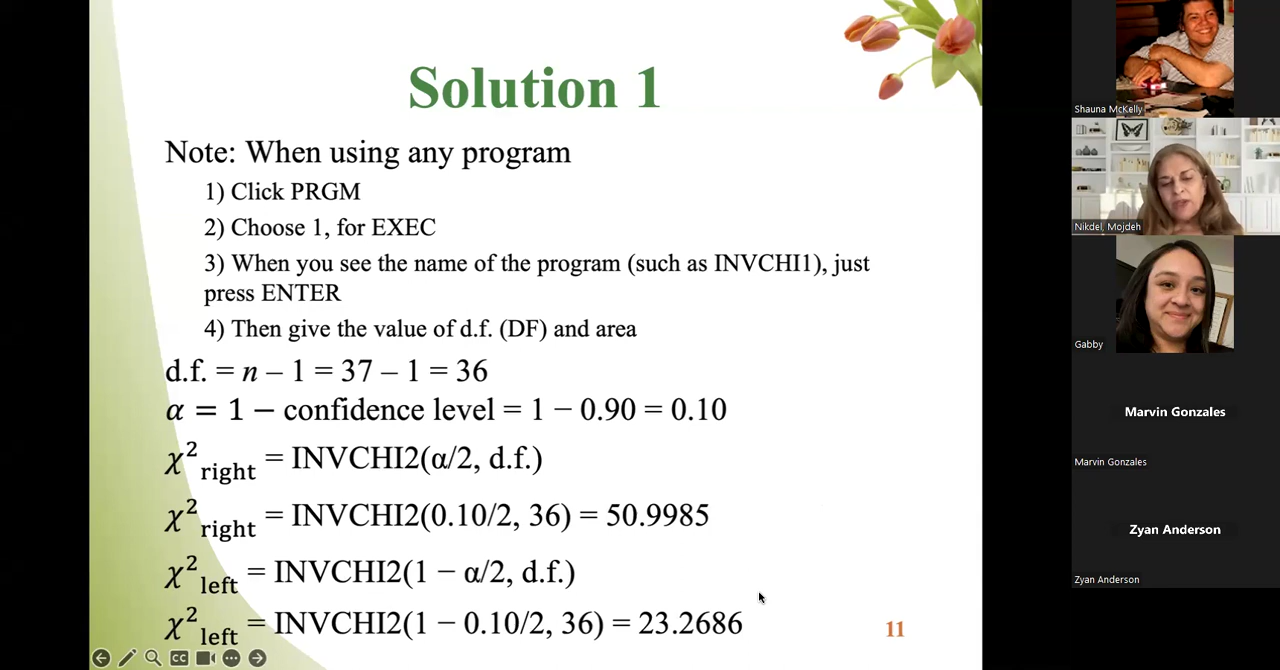 Solution 1
Note: When using any program
1) Click PRGM
2) Choose 1, for EXEC
3) When you see the name of the program (such as INVCHI1), just
press ENTER
4) Then give the value of d.f. (DF) and area
d.f. = n – 1 = 37 – 1 = 36
α = 1 − confidence level = 1 − 0.90 = 0.10
χ²right = INVCHI2(α/2, d.f.)
χ²right = INVCHI2(0.10/2, 36) = 50.9985
χ²left = INVCHI2(1 − α/2, d.f.)
χ²left = INVCHI2(1 − 0.10/2, 36) = 23.2686
11
CC
Shauna McKelly
Nikdel, Mojdeh
Gabby
Marvin Gonzales
Marvin Gonzales
Zyan Anderson
Zyan Anderson